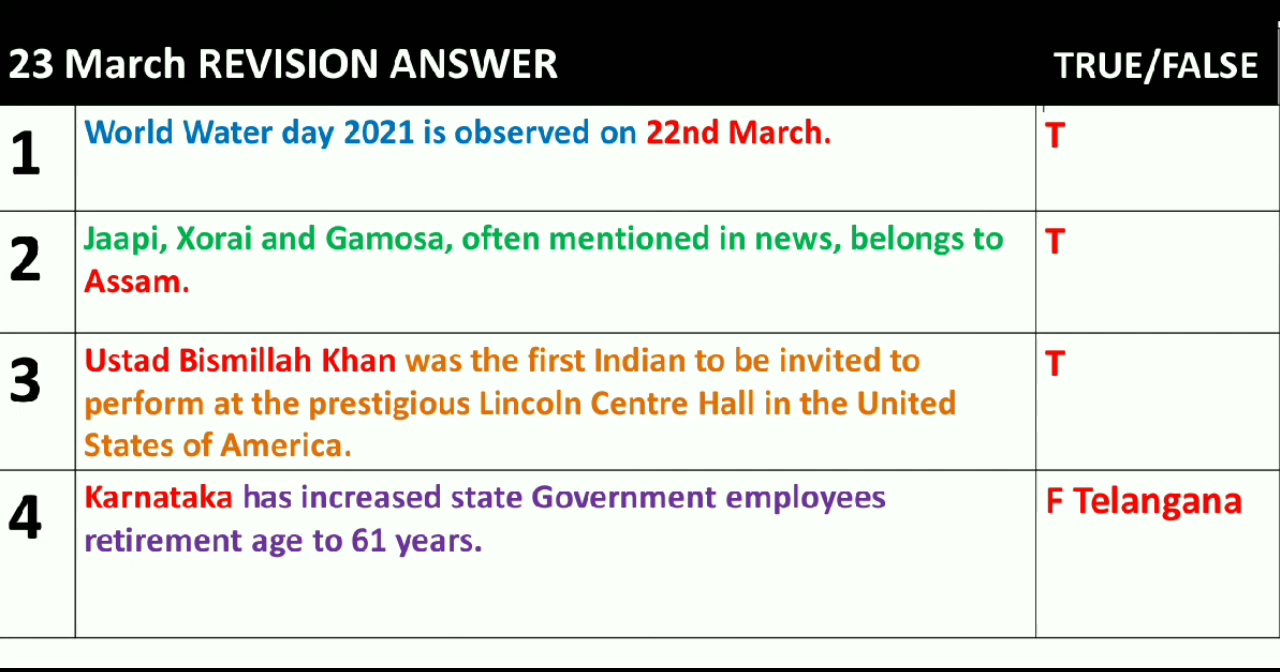 23 March REVISION ANSWER TRUE/FALSE
1 World Water day 2021 is observed on 22nd March. T
2 Jaapi, Xorai and Gamosa, often mentioned in news, belongs to T
Assam.
3 Ustad Bismillah Khan was the first Indian to be invited to T
perform at the prestigious Lincoln Centre Hall in the United
States of America.
4 Karnataka has increased state Government employees F Telangana
retirement age to 61 years.